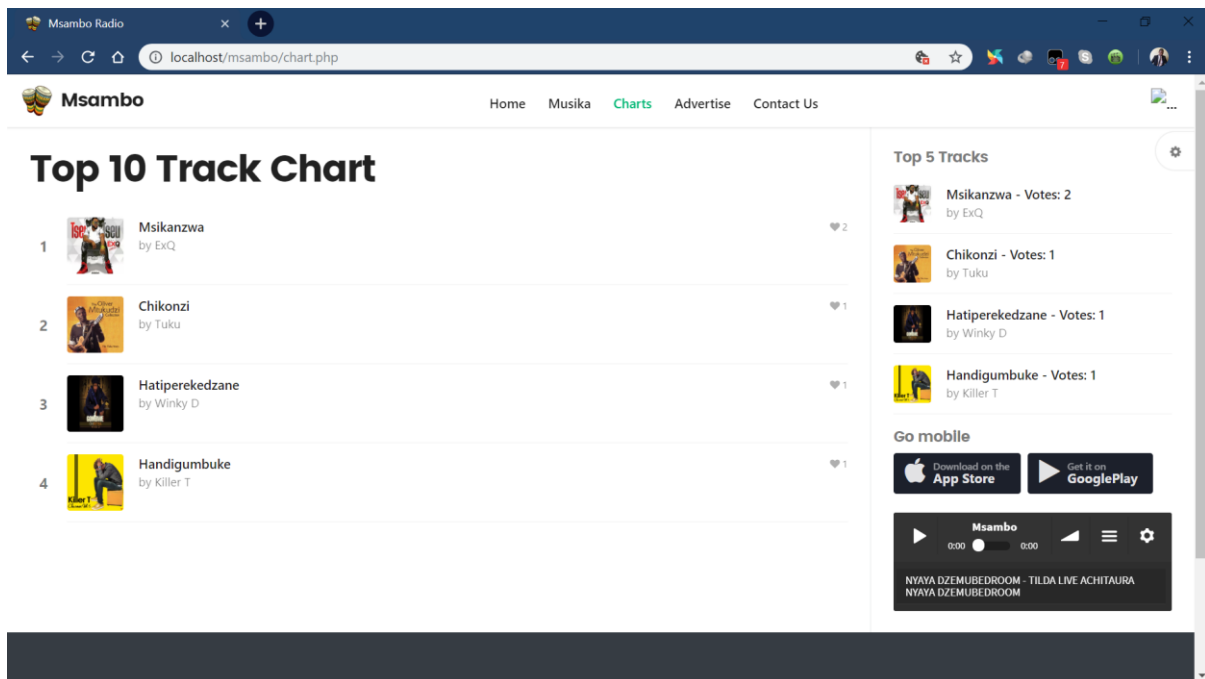 Msambo Radio
localhost/msambo/chart.php
7
Msambo
Home Musika Charts Advertise Contact Us
...
Top 10 Track Chart
1
Msikanzwa
by ExQ
2
2
Chikonzi
by Tuku
1
3
Hatiperekedzane
by Winky D
1
4
Handigumbuke
by Killer T
1
Top 5 Tracks
Msikanzwa - Votes: 2
by ExQ
Chikonzi - Votes: 1
by Tuku
Hatiperekedzane - Votes: 1
by Winky D
Handigumbuke - Votes: 1
by Killer T
Go mobile
Download on the
App Store
Get it on
GooglePlay
Msambo
0:00 0:00
NYAYA DZEMUBEDROOM - TILDA LIVE ACHITAURA
NYAYA DZEMUBEDROOM